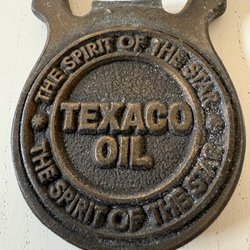 THE SPIRIT OF THE STAR
TEXACO
OIL
THE SPIRIT OF THE STAR